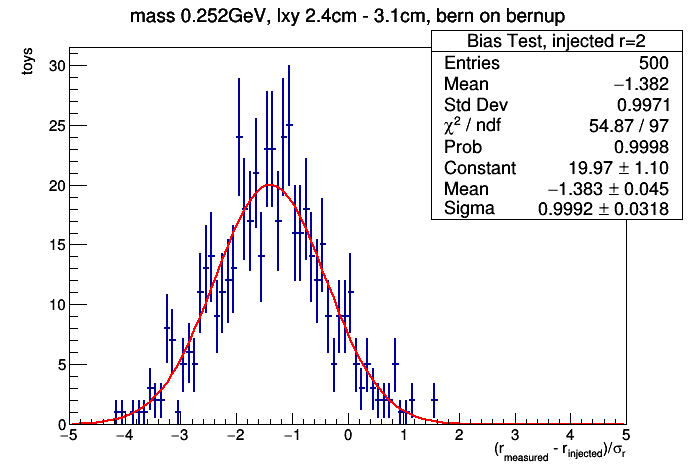 mass 0.252GeV, lxy 2.4cm - 3.1cm, bern on bernup
Bias Test, injected r=2
Entries 500
Mean −1.382
Std Dev 0.9971
χ² / ndf 54.87 / 97
Prob 0.9998
Constant 19.97 ± 1.10
Mean −1.383 ± 0.045
Sigma 0.9992 ± 0.0318
toys
30
25
20
15
10
5
0
−5 −4 −3 −2 −1 0 1 2 3 4 5
(r_measured - r_injected)/σ_r